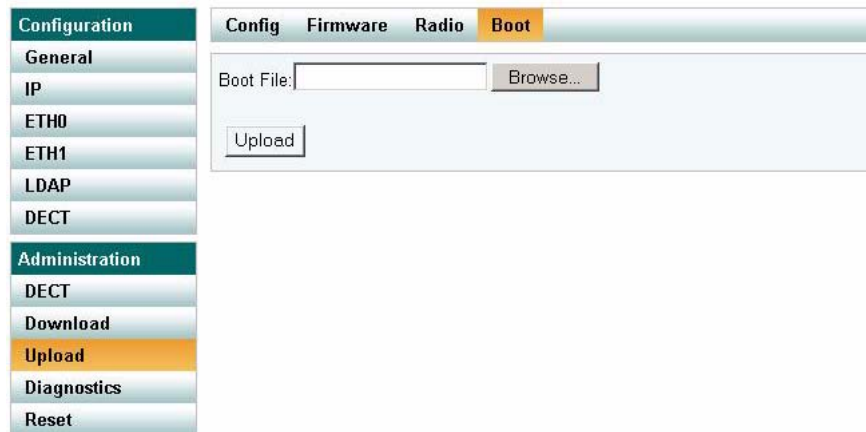 Configuration
General
IP
ETH0
ETH1
LDAP
DECT
Administration
DECT
Download
Upload
Diagnostics
Reset
Config Firmware Radio Boot
Boot File: Browse...
Upload